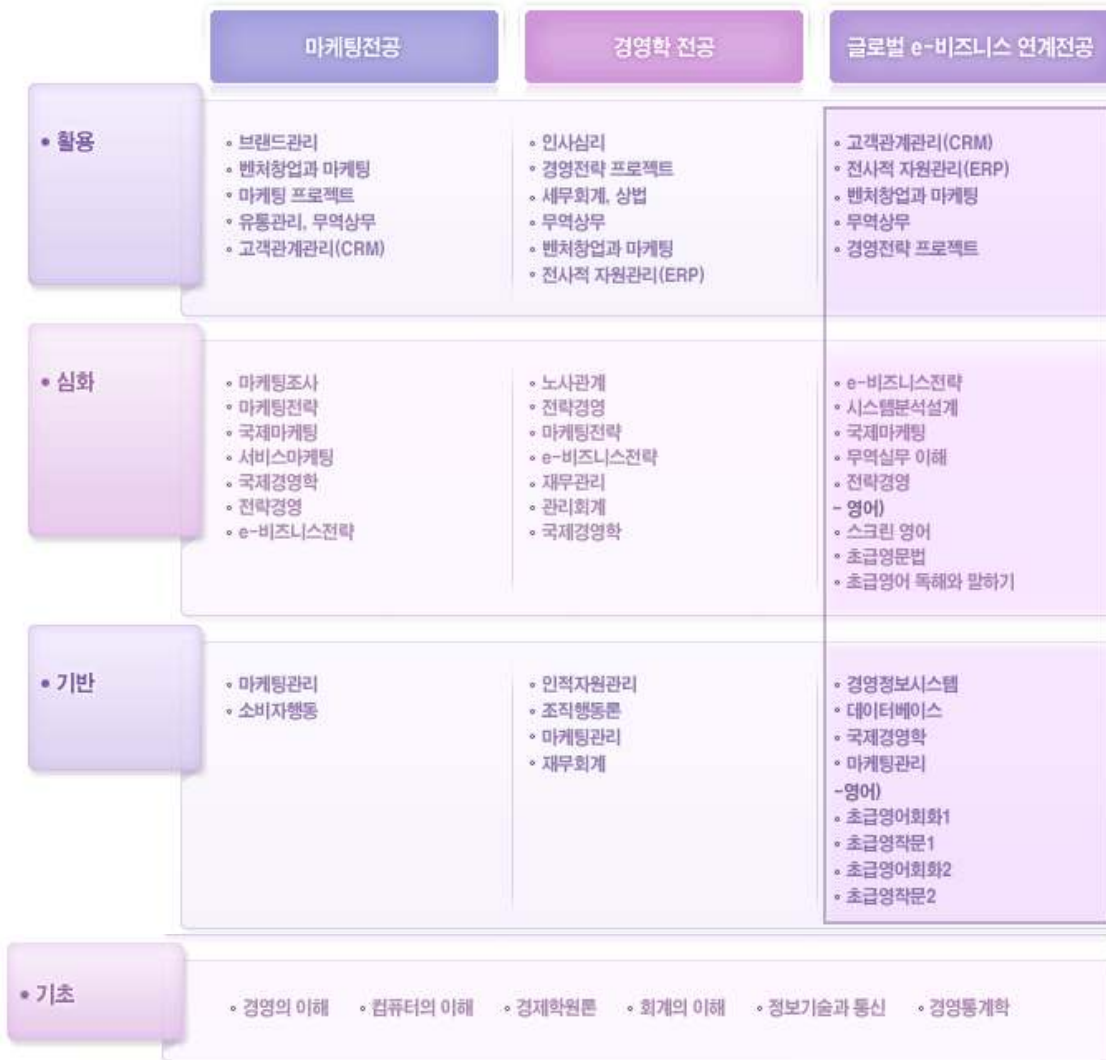 마케팅전공
경영학 전공
글로벌 e-비즈니스 연계전공
• 활용
◦ 브랜드관리
◦ 벤처창업과 마케팅
◦ 마케팅 프로젝트
◦ 유통관리, 무역상무
◦ 고객관계관리(CRM)
◦ 인사심리
◦ 경영전략 프로젝트
◦ 세무회계, 상법
◦ 무역상무
◦ 벤처창업과 마케팅
◦ 전사적 자원관리(ERP)
◦ 고객관계관리(CRM)
◦ 전사적 자원관리(ERP)
◦ 벤처창업과 마케팅
◦ 무역상무
◦ 경영전략 프로젝트
• 심화
◦ 마케팅조사
◦ 마케팅전략
◦ 국제마케팅
◦ 서비스마케팅
◦ 국제경영학
◦ 전략경영
◦ e-비즈니스전략
◦ 노사관계
◦ 전략경영
◦ 마케팅전략
◦ e-비즈니스전략
◦ 재무관리
◦ 관리회계
◦ 국제경영학
◦ e-비즈니스전략
◦ 시스템분석설계
◦ 국제마케팅
◦ 무역실무 이해
◦ 전략경영
- 영어)
◦ 스크린 영어
◦ 초급영문법
◦ 초급영어 독해와 말하기
• 기반
◦ 마케팅관리
◦ 소비자행동
◦ 인적자원관리
◦ 조직행동론
◦ 마케팅관리
◦ 재무회계
◦ 경영정보시스템
◦ 데이터베이스
◦ 국제경영학
◦ 마케팅관리
-영어)
◦ 초급영어회화1
◦ 초급영작문1
◦ 초급영어회화2
◦ 초급영작문2
• 기초
◦ 경영의 이해 ◦ 컴퓨터의 이해 ◦ 경제학원론 ◦ 회계의 이해 ◦ 정보기술과 통신 ◦ 경영통계학